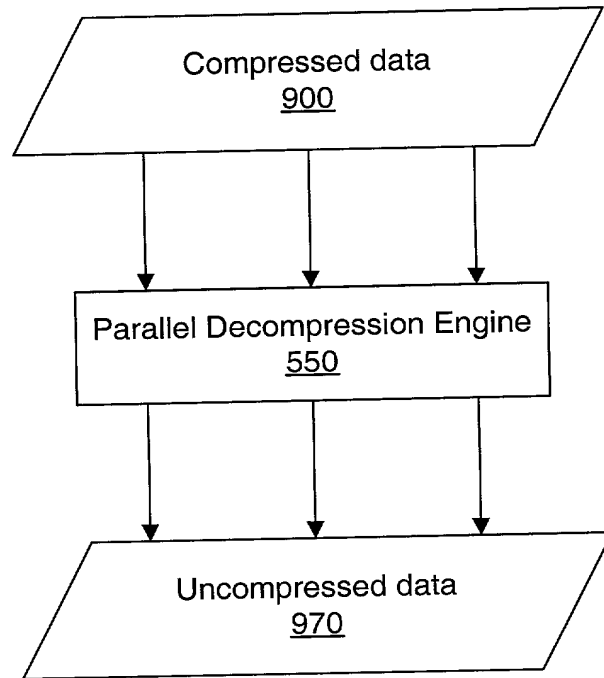 Compressed data
900
Parallel Decompression Engine
550
Uncompressed data
970